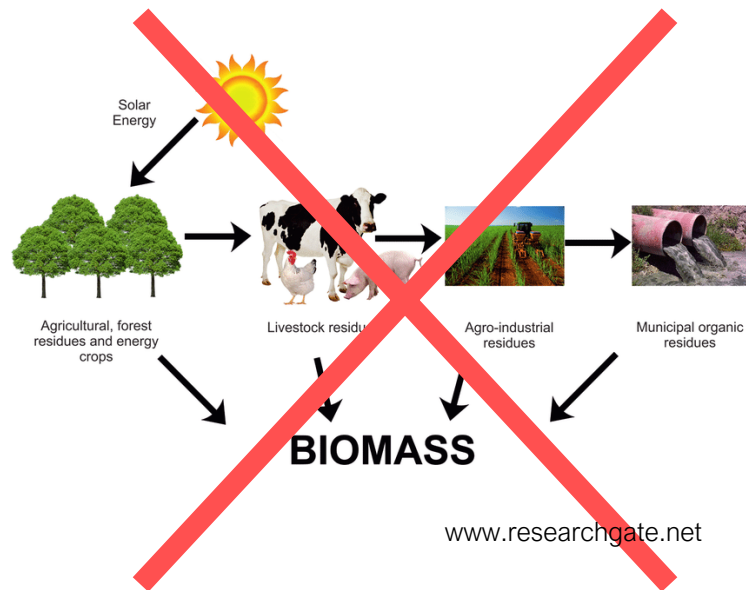 Solar
Energy
Agricultural, forest
residues and energy
crops
Livestock
Agro-industrial
residues
Municipal organic
residues
BIOMASS
www.researchgate.net